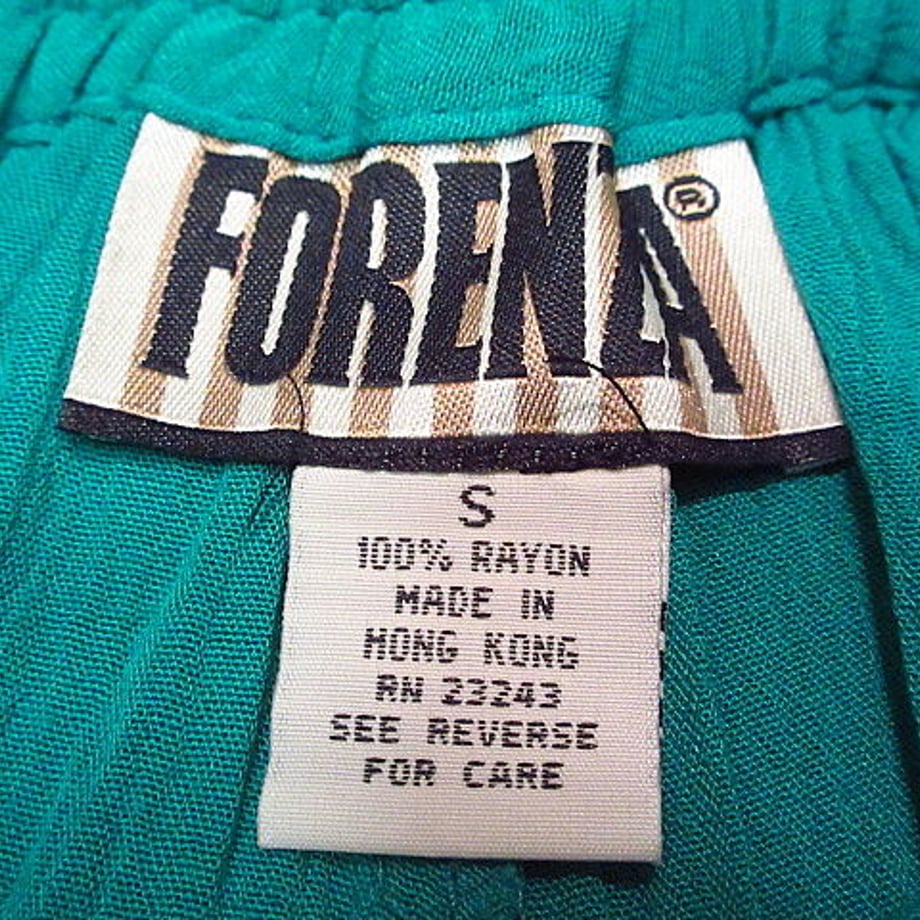 FORENZA®
S
100% RAYON
MADE IN
HONG KONG
RN 23243
SEE REVERSE
FOR CARE